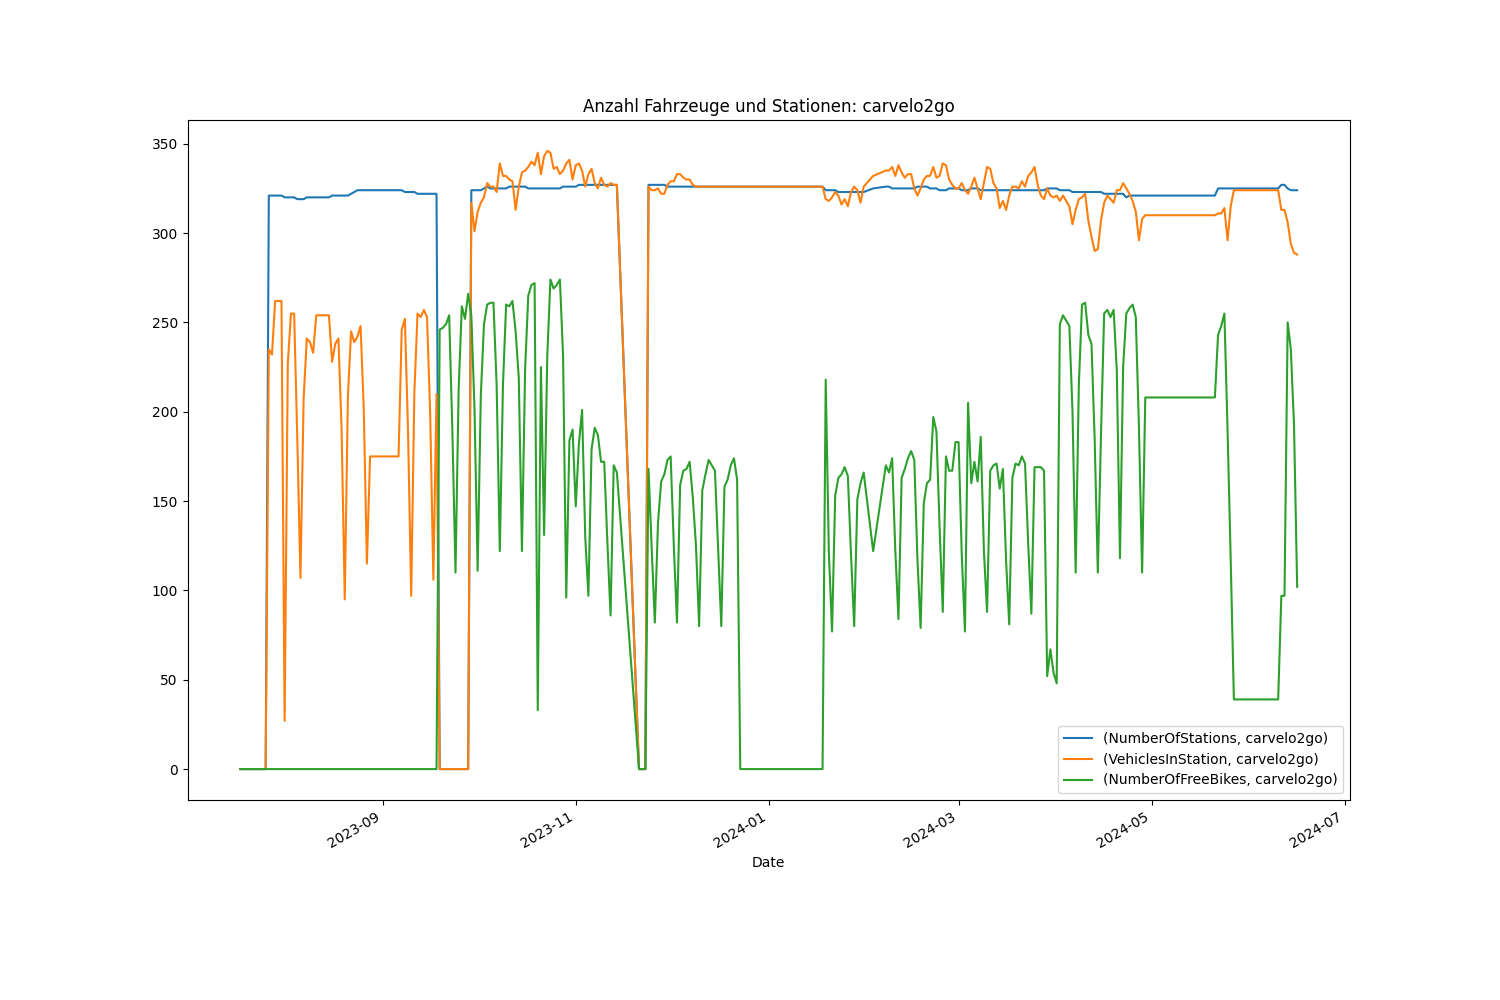 Anzahl Fahrzeuge und Stationen: carvelo2go
350
300
250
200
150
100
50
0
(NumberOfStations, carvelo2go)
(VehiclesInStation, carvelo2go)
(NumberOfFreeBikes, carvelo2go)
2023-09
2023-11
2024-01
2024-03
2024-05
2024-07
Date